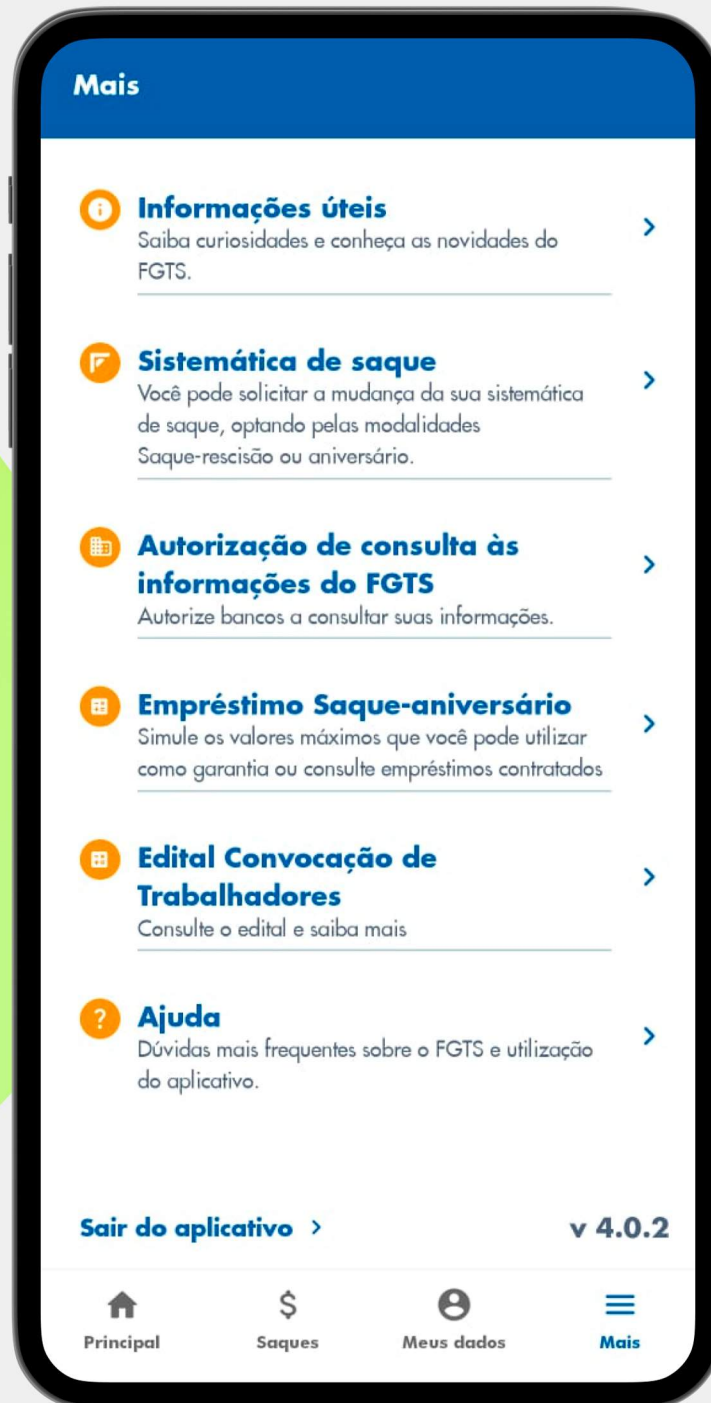 Mais
Informações úteis
Saiba curiosidades e conheça as novidades do
FGTS.
Sistemática de saque
Você pode solicitar a mudança da sua sistemática
de saque, optando pelas modalidades
Saque-rescisão ou aniversário.
Autorização de consulta às
informações do FGTS
Autorize bancos a consultar suas informações.
Empréstimo Saque-aniversário
Simule os valores máximos que você pode utilizar
como garantia ou consulte empréstimos contratados
Edital Convocação de
Trabalhadores
Consulte o edital e saiba mais
Ajuda
Dúvidas mais frequentes sobre o FGTS e utilização
do aplicativo.
Sair do aplicativo
v 4.0.2
Principal
Saques
Meus dados
Mais